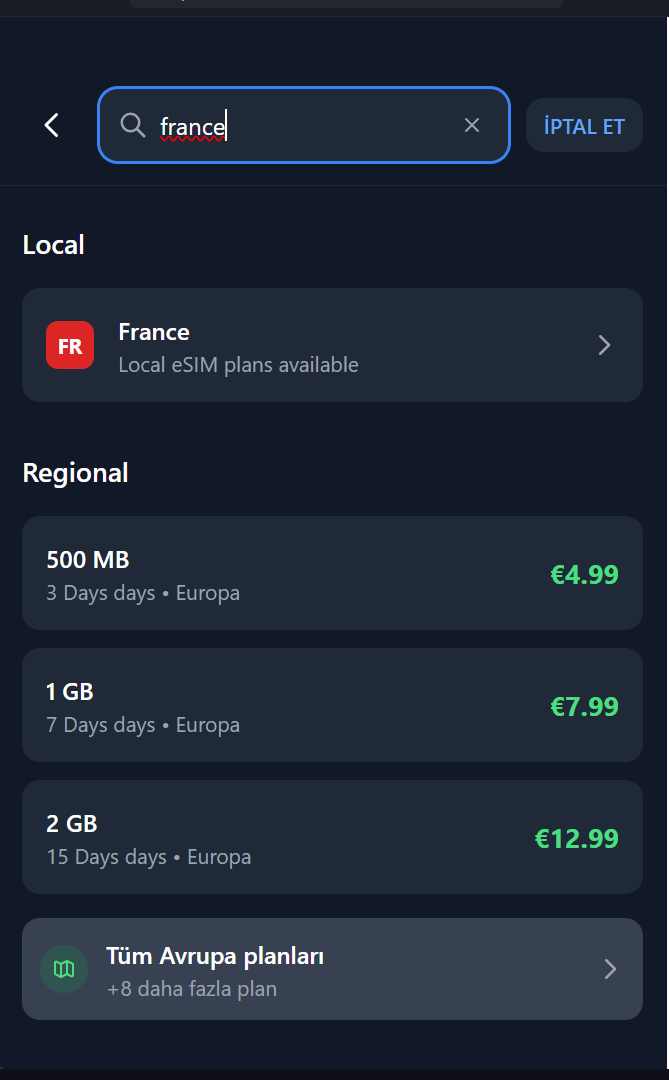 france
İPTAL ET
Local
FR
France
Local eSIM plans available
Regional
500 MB
3 Days days • Europa
€4.99
1 GB
7 Days days • Europa
€7.99
2 GB
15 Days days • Europa
€12.99
Tüm Avrupa planları
+8 daha fazla plan